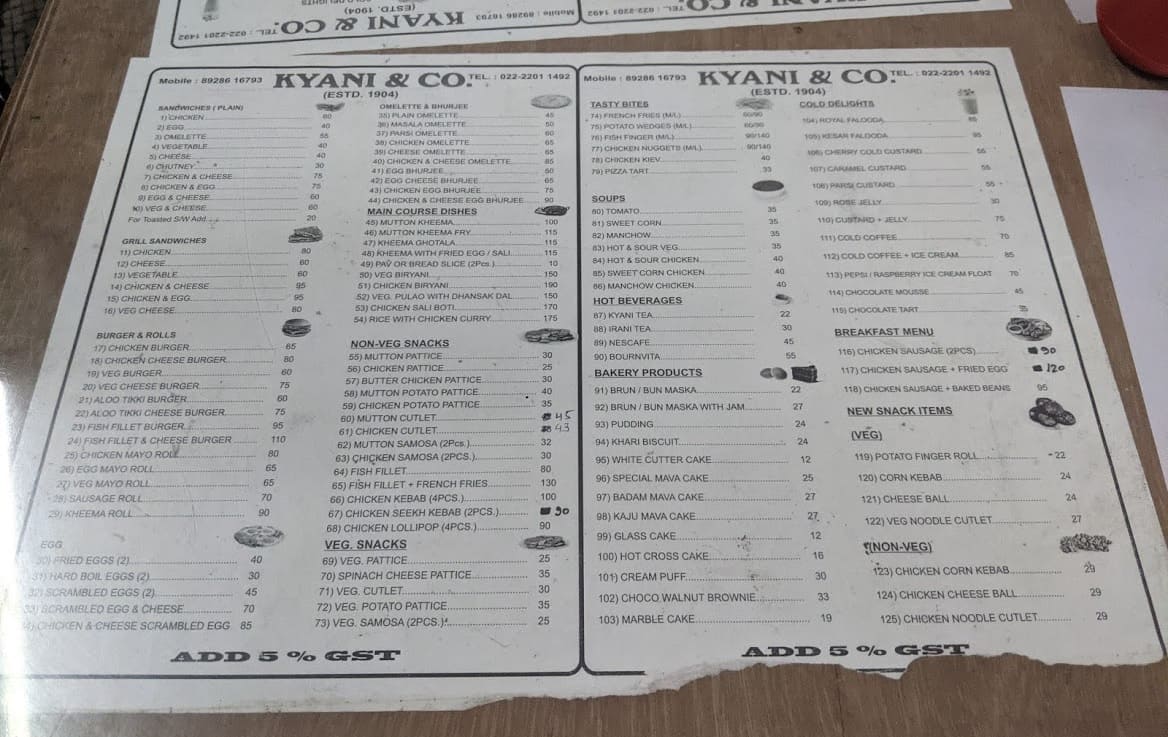 (ESTD. 1904)
Mobile : 89286 16793 KYANI & CO. TEL. : 022-2201 1492
TEL. : 022-2201 1492
Mobile : 89286 16793 KYANI & CO. TEL. : 022-2201 1492
(ESTD. 1904)
SANDWICHES ( PLAIN)
1) CHICKEN 60
2) EGG 40
3) OMELETTE 55
4) VEGETABLE 40
5) CHEESE 40
6) CHUTNEY 30
7) CHICKEN & CHEESE 75
8) CHICKEN & EGG 75
9) EGG & CHEESE 60
10) VEG & CHEESE 60
For Toasted S/W Add 20
GRILL SANDWICHES
11) CHICKEN 80
12) CHEESE 60
13) VEGETABLE 60
14) CHICKEN & CHEESE 95
15) CHICKEN & EGG 95
16) VEG CHEESE 80
BURGER & ROLLS
17) CHICKEN BURGER 65
18) CHICKEN CHEESE BURGER 80
19) VEG BURGER 60
20) VEG CHEESE BURGER 75
21) ALOO TIKKI BURGER 60
22) ALOO TIKKI CHEESE BURGER 75
23) FISH FILLET BURGER 95
24) FISH FILLET & CHEESE BURGER 110
25) CHICKEN MAYO ROLL 80
26) EGG MAYO ROLL 65
27) VEG MAYO ROLL 65
28) SAUSAGE ROLL 70
29) KHEEMA ROLL 90
EGG
30) FRIED EGGS (2) 40
31) HARD BOIL EGGS (2) 30
32) SCRAMBLED EGGS (2) 45
33) SCRAMBLED EGG & CHEESE 70
34) CHICKEN & CHEESE SCRAMBLED EGG 85
OMELETTE & BHURJEE
35) PLAIN OMELETTE 45
36) MASALA OMELETTE 50
37) PARSI OMELETTE 60
38) CHICKEN OMELETTE 65
39) CHEESE OMELETTE 65
40) CHICKEN & CHEESE OMELETTE 85
41) EGG BHURJEE 50
42) EGG CHEESE BHURJEE 65
43) CHICKEN EGG BHURJEE 75
44) CHICKEN & CHEESE EGG BHURJEE 90
MAIN COURSE DISHES
45) MUTTON KHEEMA 100
46) MUTTON KHEEMA FRY 115
47) KHEEMA GHOTALA 115
48) KHEEMA WITH FRIED EGG / SALI 115
49) PAV OR BREAD SLICE (2Pcs.) 10
50) VEG BIRYANI 150
51) CHICKEN BIRYANI 190
52) VEG. PULAO WITH DHANSAK DAL 150
53) CHICKEN SALI BOTI 170
54) RICE WITH CHICKEN CURRY 175
NON-VEG SNACKS
55) MUTTON PATTICE 30
56) CHICKEN PATTICE 25
57) BUTTER CHICKEN PATTICE 30
58) MUTTON POTATO PATTICE 40
59) CHICKEN POTATO PATTICE 35
60) MUTTON CUTLET 45
61) CHICKEN CUTLET 43
62) MUTTON SAMOSA (2Pcs.) 32
63) CHICKEN SAMOSA (2PCS.) 30
64) FISH FILLET 80
65) FISH FILLET + FRENCH FRIES 130
66) CHICKEN KEBAB (4PCS.) 100
67) CHICKEN SEEKH KEBAB (2PCS.) 90
68) CHICKEN LOLLIPOP (4PCS.) 90
VEG. SNACKS
69) VEG. PATTICE 25
70) SPINACH CHEESE PATTICE 35
71) VEG. CUTLET 30
72) VEG. POTATO PATTICE 35
73) VEG. SAMOSA (2PCS.) 25
ADD 5 % GST
Mobile : 89286 16793 KYANI & CO. TEL. : 022-2201 1492
(ESTD. 1904)
TASTY BITES
74) FRENCH FRIES (M/L) 60/90
75) POTATO WEDGES (M/L) 60/90
76) FISH FINGER (M/L) 90/140
77) CHICKEN NUGGETS (M/L) 90/140
78) CHICKEN KIEV 40
79) PIZZA TART 33
SOUPS
80) TOMATO 35
81) SWEET CORN 35
82) MANCHOW 35
83) HOT & SOUR VEG 35
84) HOT & SOUR CHICKEN 40
85) SWEET CORN CHICKEN 40
86) MANCHOW CHICKEN 40
HOT BEVERAGES
87) KYANI TEA 22
88) IRANI TEA 30
89) NESCAFE 45
90) BOURNVITA 55
BAKERY PRODUCTS
91) BRUN / BUN MASKA 22
92) BRUN / BUN MASKA WITH JAM 27
93) PUDDING 24
94) KHARI BISCUIT 24
95) WHITE CUTTER CAKE 12
96) SPECIAL MAVA CAKE 25
97) BADAM MAVA CAKE 27
98) KAJU MAVA CAKE 27
99) GLASS CAKE 12
100) HOT CROSS CAKE 16
101) CREAM PUFF 30
102) CHOCO WALNUT BROWNIE 33
103) MARBLE CAKE 19
COLD DELIGHTS
104) ROYAL FALOODA 85
105) KESAR FALOODA 95
106) CHERRY COLD CUSTARD 55
107) CARAMEL CUSTARD 55
108) PARSI CUSTARD 55
109) ROSE JELLY 30
110) CUSTARD + JELLY 75
111) COLD COFFEE 70
112) COLD COFFEE + ICE CREAM 85
113) PEPSI / RASPBERRY ICE CREAM FLOAT 70
114) CHOCOLATE MOUSSE 45
115) CHOCOLATE TART 35
BREAKFAST MENU
116) CHICKEN SAUSAGE (2PCS) 90
117) CHICKEN SAUSAGE + FRIED EGG 120
118) CHICKEN SAUSAGE + BAKED BEANS 95
NEW SNACK ITEMS
(VEG)
119) POTATO FINGER ROLL 22
120) CORN KEBAB 24
121) CHEESE BALL 24
122) VEG NOODLE CUTLET 27
(NON-VEG)
123) CHICKEN CORN KEBAB 29
124) CHICKEN CHEESE BALL 29
125) CHICKEN NOODLE CUTLET 29
ADD 5 % GST